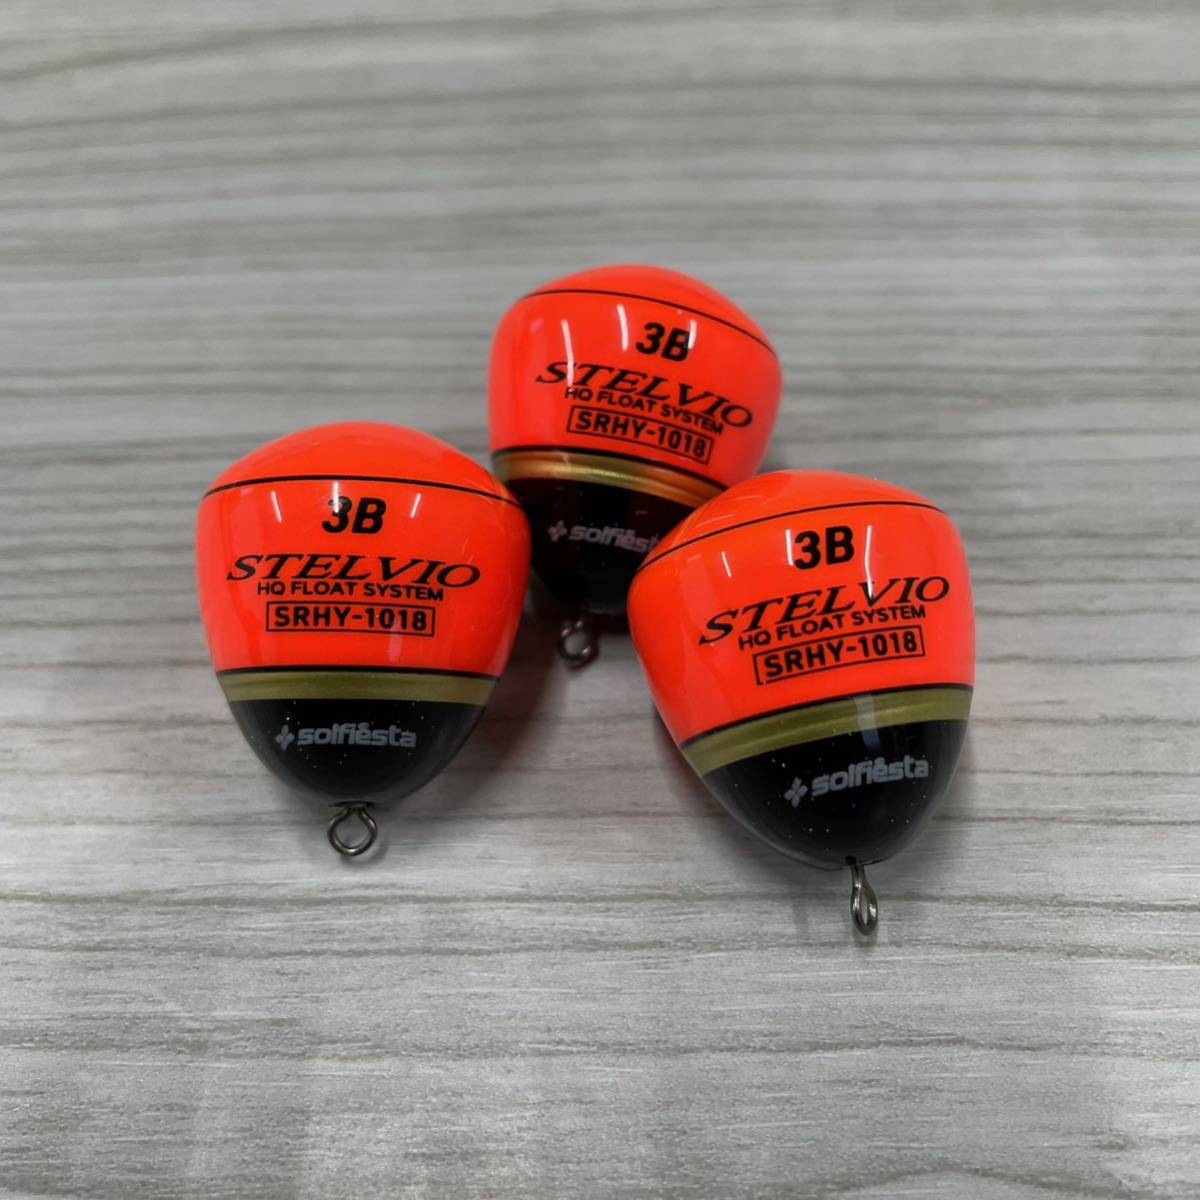 3B
STELVIO
HQ FLOAT SYSTEM
SRHY-1018
solfiesta
3B
STELVIO
HQ FLOAT SYSTEM
SRHY-1018
solfiesta
3B
STELVIO
HQ FLOAT SYSTEM
SRHY-1018
solfiesta